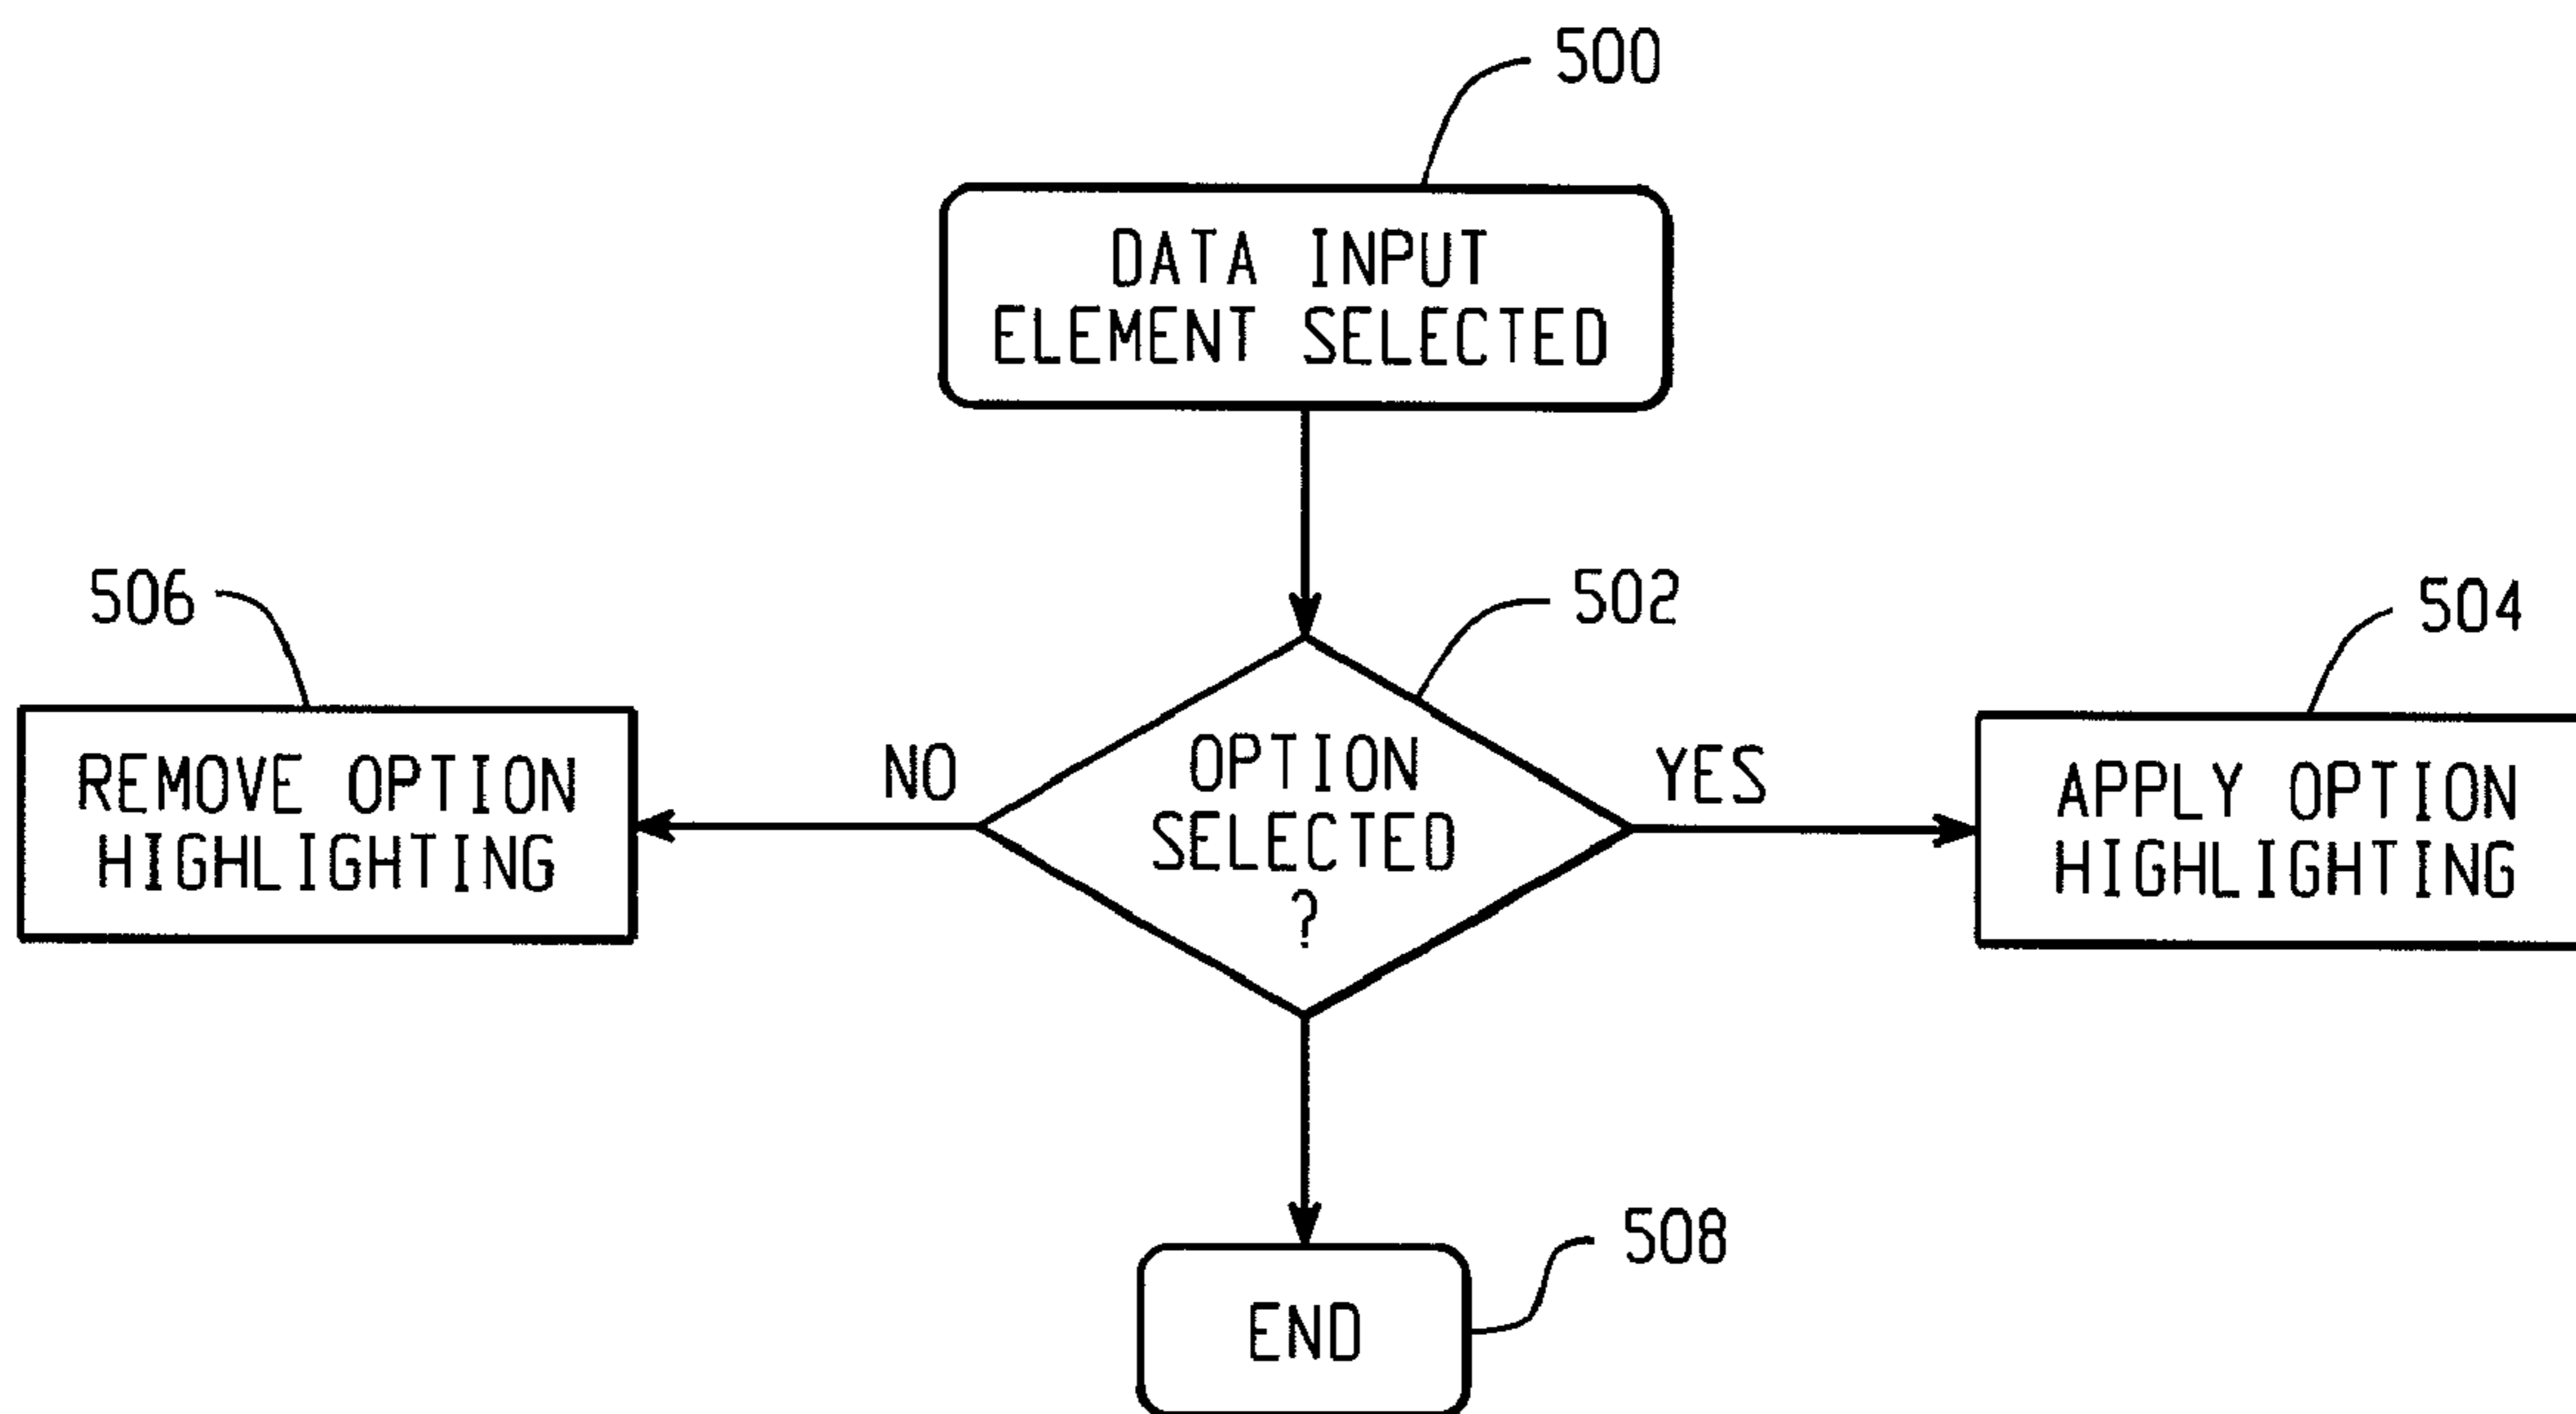 500
DATA INPUT
ELEMENT SELECTED
506
502
504
REMOVE OPTION
HIGHLIGHTING
NO
OPTION
SELECTED
?
YES
APPLY OPTION
HIGHLIGHTING
508
END